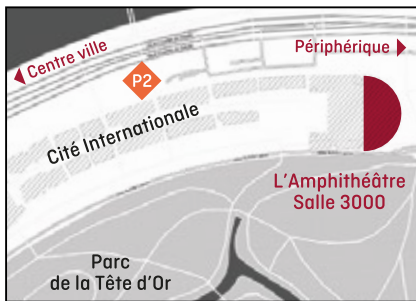 Centre ville
Périphérique
P2
Cité Internationale
L'Amphithéâtre
Salle 3000
Parc
de la Tête d'Or